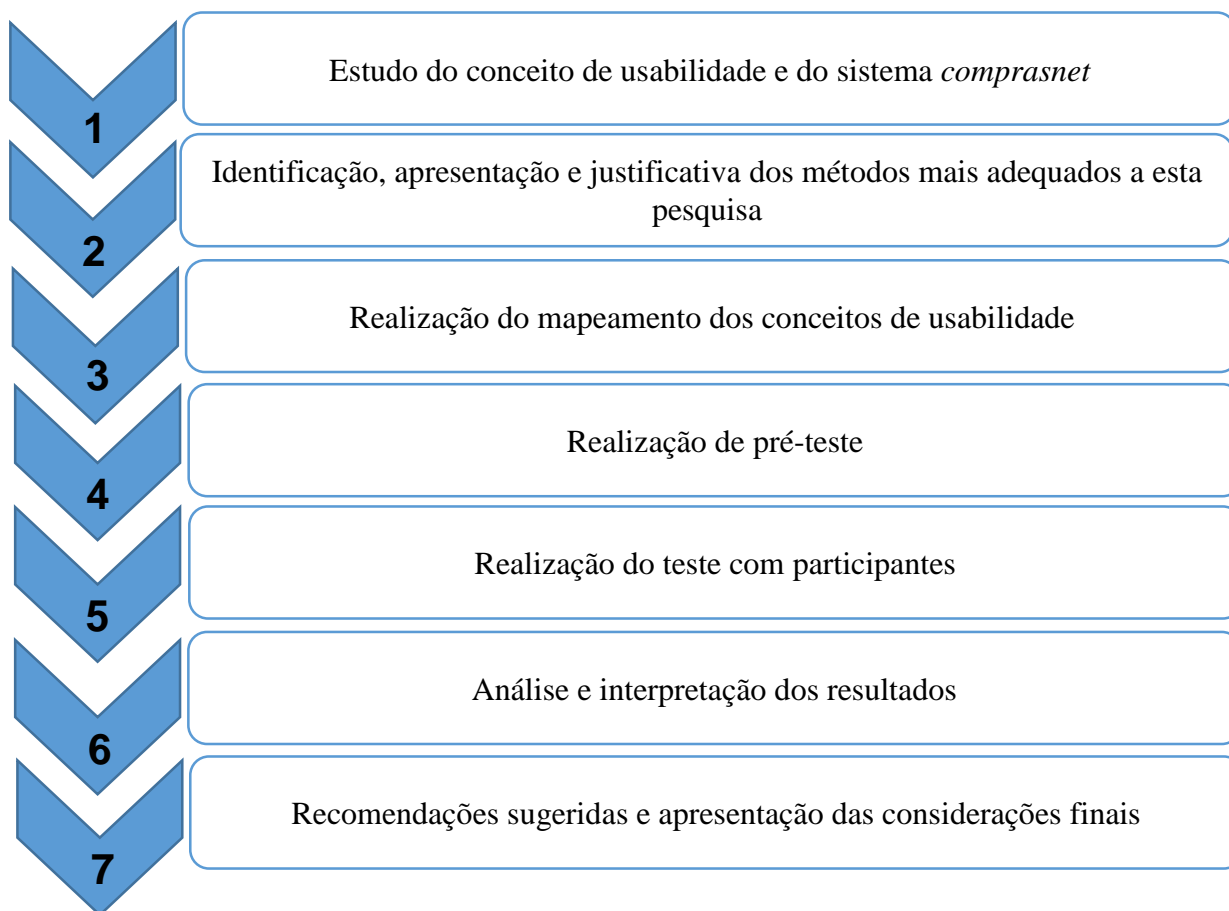 Estudo do conceito de usabilidade e do sistema comprasnet
1
Identificação, apresentação e justificativa dos métodos mais adequados a esta
pesquisa
2
Realização do mapeamento dos conceitos de usabilidade
3
Realização de pré-teste
4
Realização do teste com participantes
5
Análise e interpretação dos resultados
6
Recomendações sugeridas e apresentação das considerações finais
7